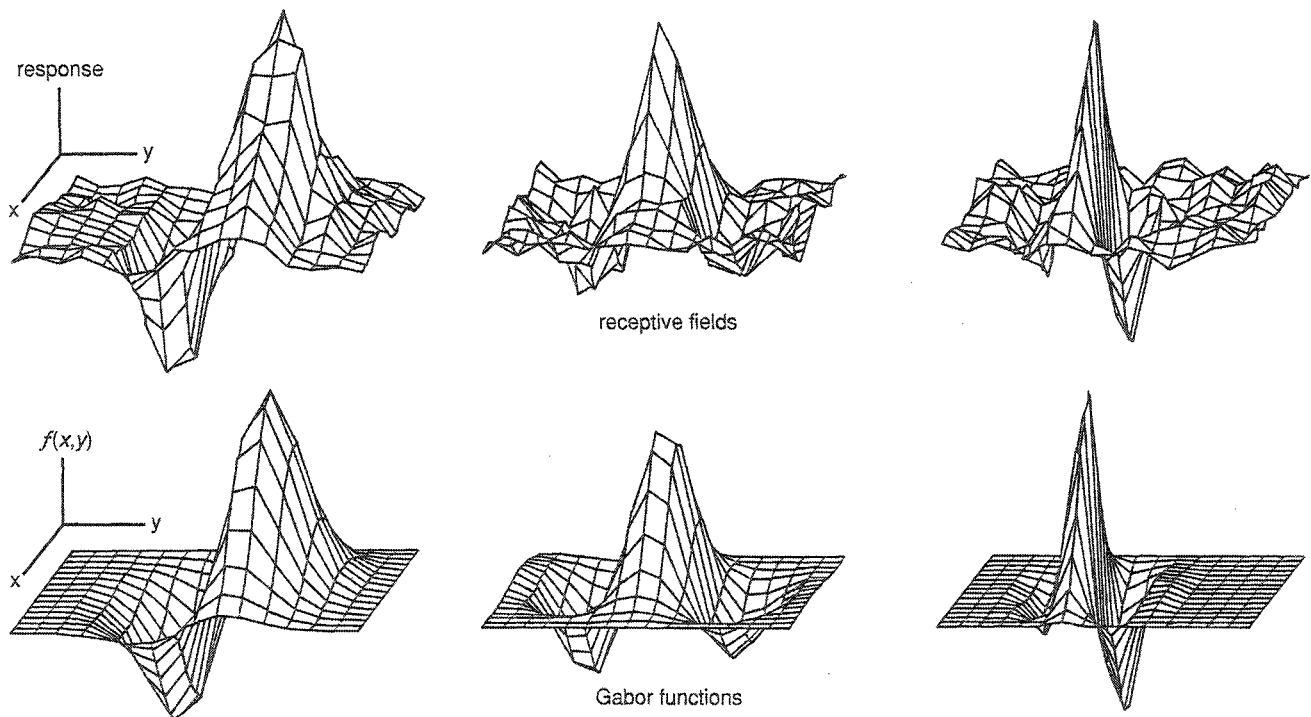 response
y
x
receptive fields
f(x,y)
y
x
Gabor functions